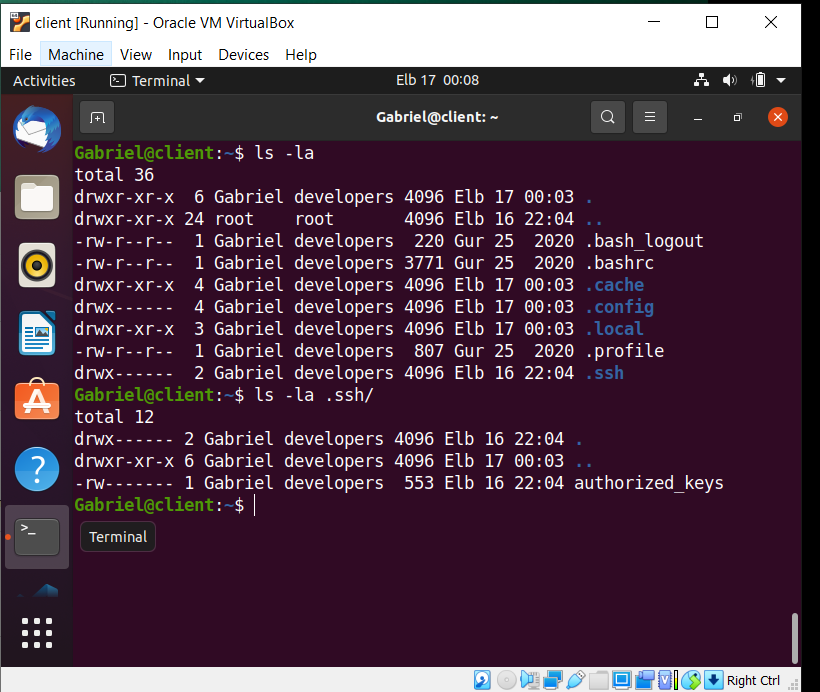 client [Running] - Oracle VM VirtualBox
File Machine View Input Devices Help
Activities Terminal Elb 17 00:08
Gabriel@client: ~
Gabriel@client:~$ ls -la
total 36
drwxr-xr-x  6 Gabriel developers 4096 Elb 17 00:03 .
drwxr-xr-x 24 root    root       4096 Elb 16 22:04 ..
-rw-r--r--  1 Gabriel developers  220 Gur 25  2020 .bash_logout
-rw-r--r--  1 Gabriel developers 3771 Gur 25  2020 .bashrc
drwxr-xr-x  4 Gabriel developers 4096 Elb 17 00:03 .cache
drwx------  4 Gabriel developers 4096 Elb 17 00:03 .config
drwxr-xr-x  3 Gabriel developers 4096 Elb 17 00:03 .local
-rw-r--r--  1 Gabriel developers  807 Gur 25  2020 .profile
drwx------  2 Gabriel developers 4096 Elb 16 22:04 .ssh
Gabriel@client:~$ ls -la .ssh/
total 12
drwx------ 2 Gabriel developers 4096 Elb 16 22:04 .
drwxr-xr-x 6 Gabriel developers 4096 Elb 17 00:03 ..
-rw------- 1 Gabriel developers  553 Elb 16 22:04 authorized_keys
Gabriel@client:~$
Terminal
Right Ctrl